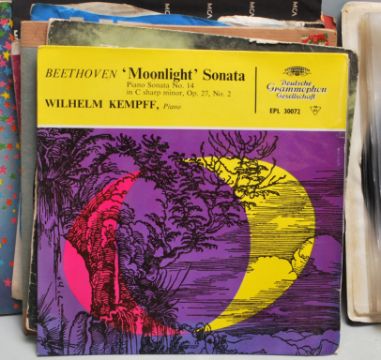 BEETHOVEN 'Moonlight' Sonata
Piano Sonata No. 14
in C sharp minor, Op. 27, No. 2
WILHELM KEMPFF, Piano
Deutsche
Grammophon
Gesellschaft
EPL 30072
MCA